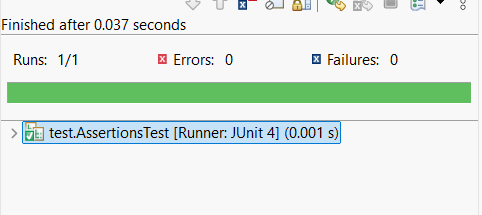 Finished after 0.037 seconds
Runs: 1/1 Errors: 0 Failures: 0
test.AssertionsTest [Runner: JUnit 4] (0.001 s)